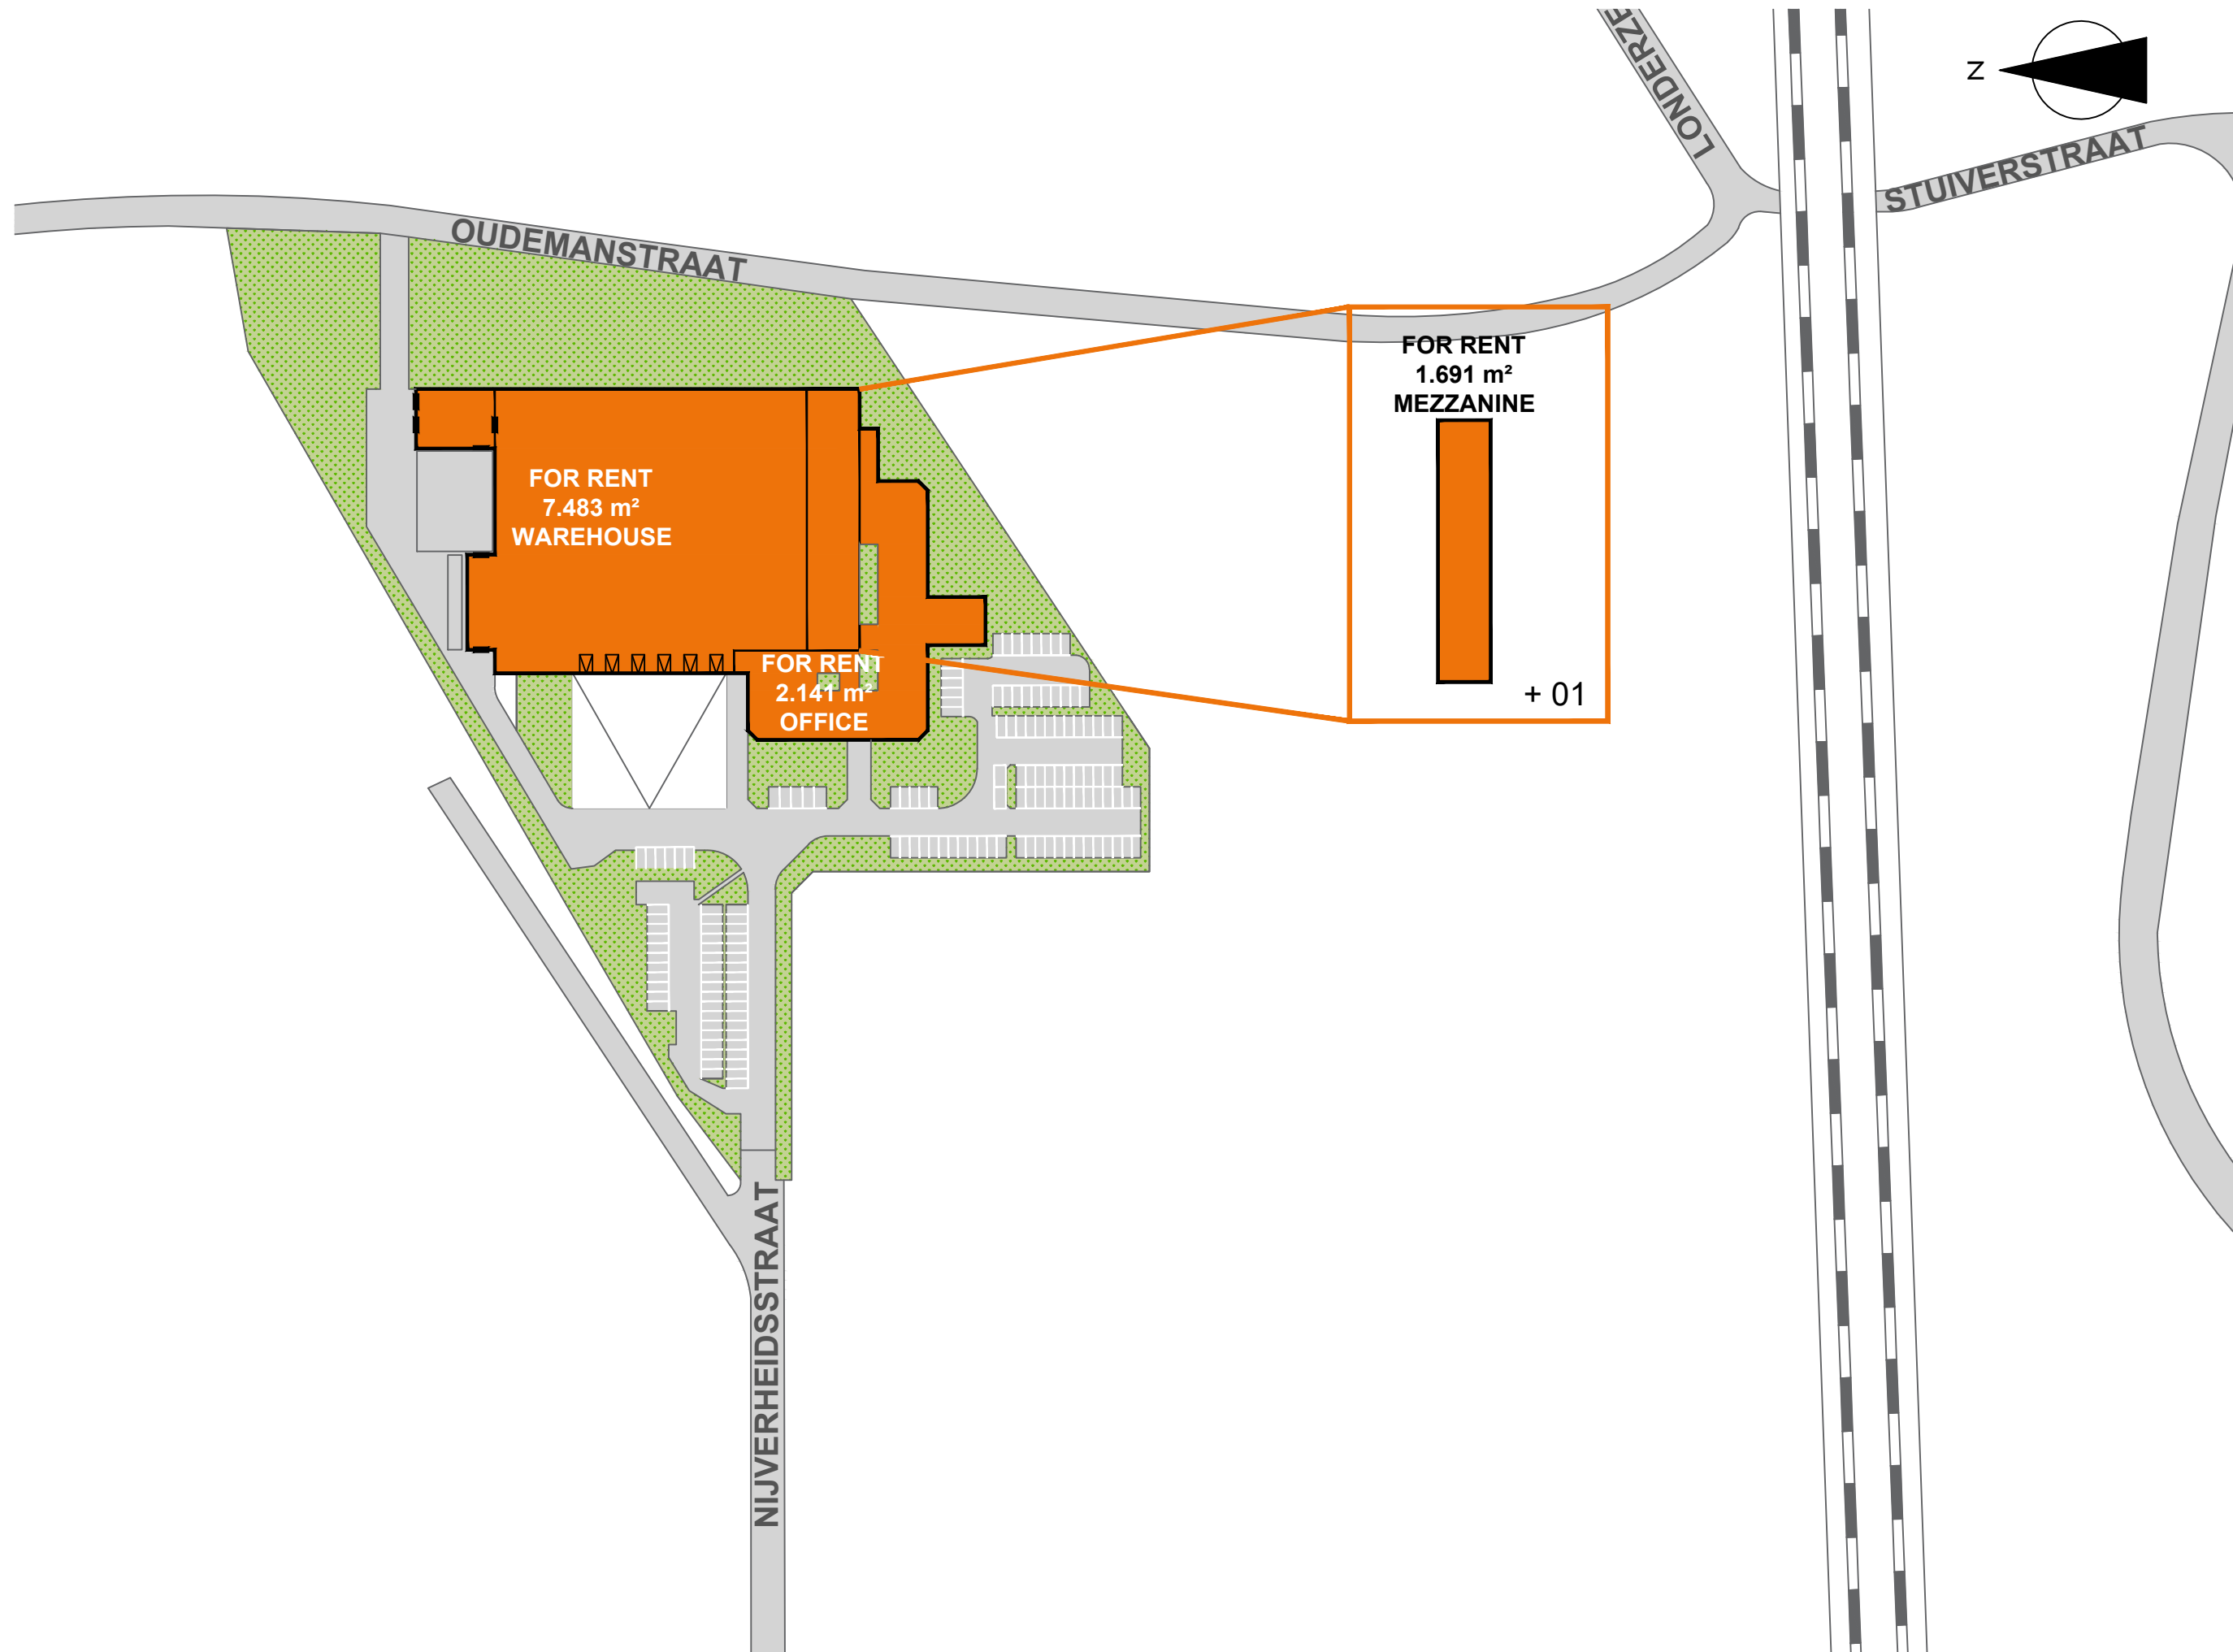 LONDERZE
N
STUIVERSTRAAT
OUDEMANSTRAAT
FOR RENT
1.691 m²
MEZZANINE
+ 01
FOR RENT
7.483 m²
WAREHOUSE
FOR RENT
2.141 m²
OFFICE
NIJVERHEIDSSTRAAT